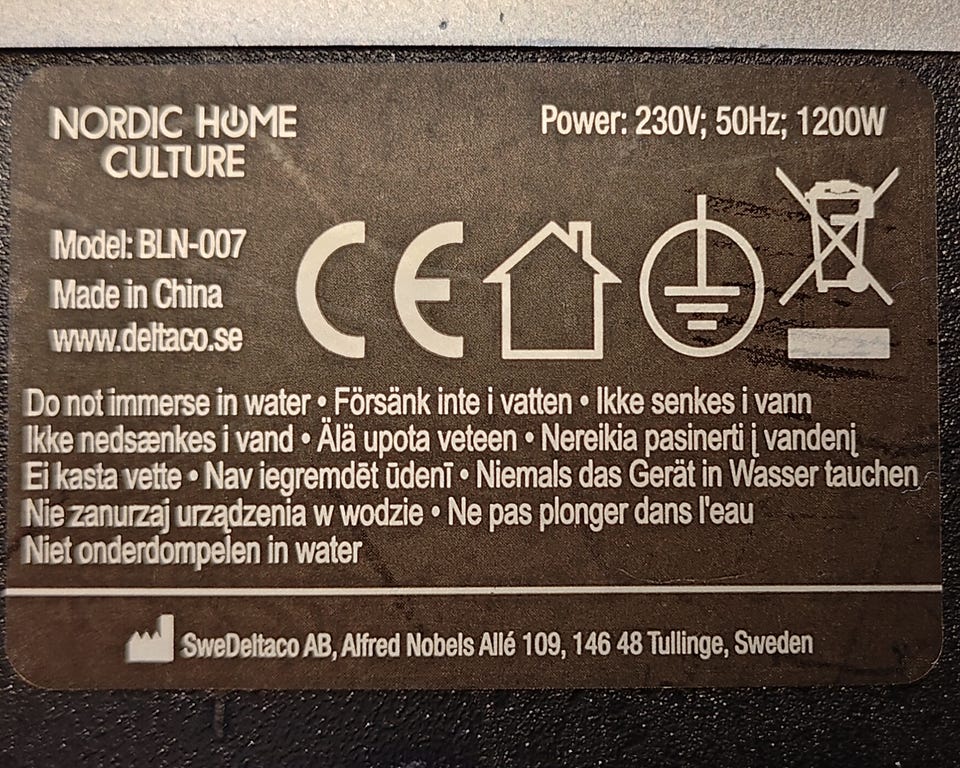 NORDIC HOME
CULTURE
Power: 230V; 50Hz; 1200W
Model: BLN-007
Made in China
www.deltaco.se
CE
Do not immerse in water • Försänk inte i vatten • Ikke senkes i vann
Ikke nedsænkes i vand • Älä upota veteen • Nereikia pasinerti į vandenį
Ei kasta vette • Nav iegremdēt ūdenī • Niemals das Gerät in Wasser tauchen
Nie zanurzaj urządzenia w wodzie • Ne pas plonger dans l'eau
Niet onderdompelen in water
SweDeltaco AB, Alfred Nobels Allé 109, 146 48 Tullinge, Sweden